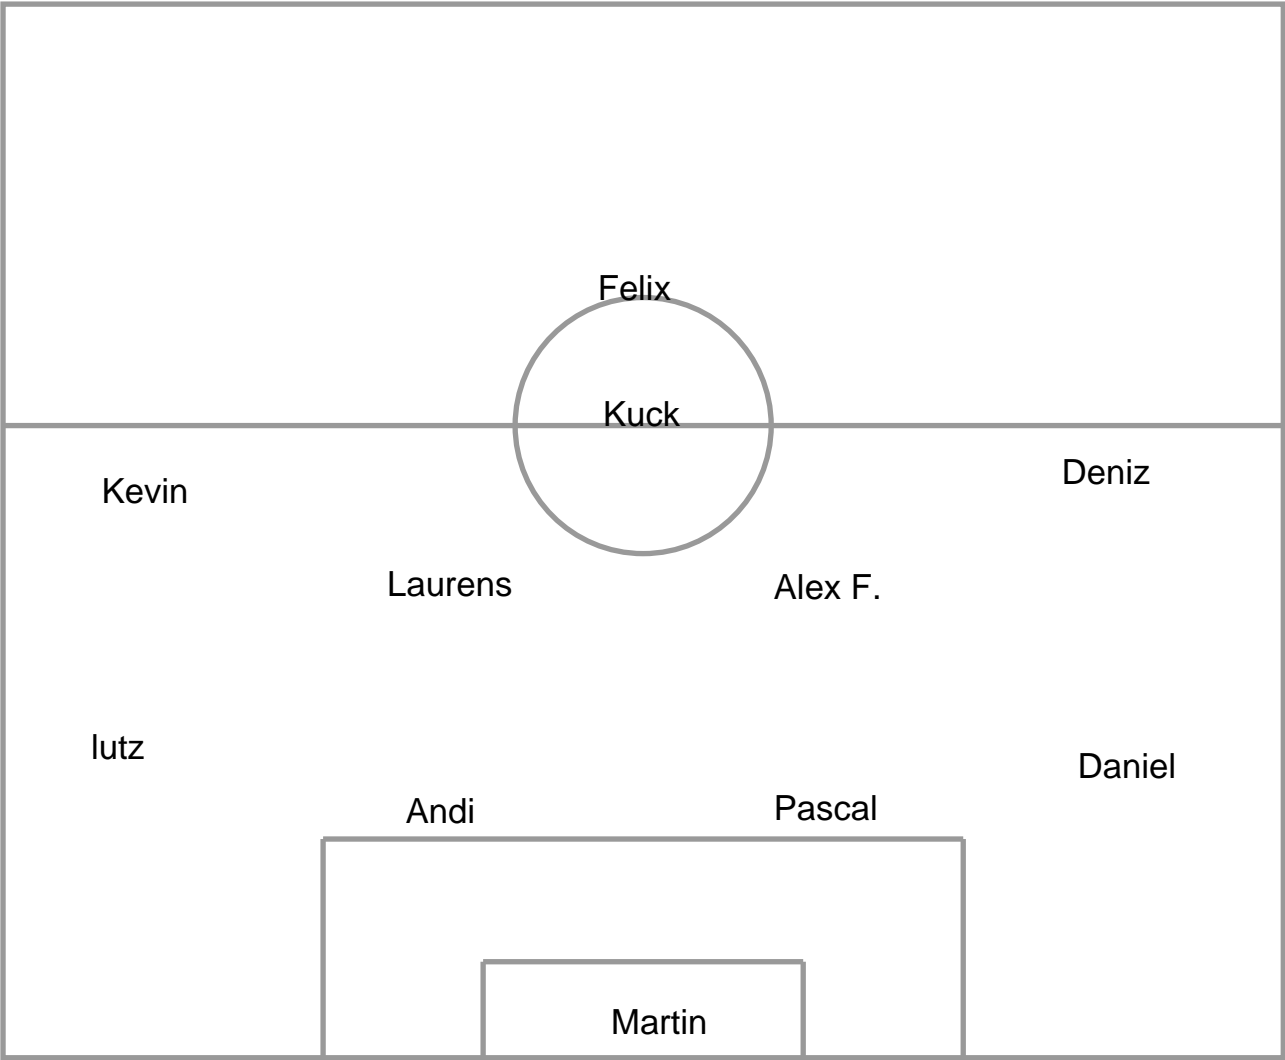 Felix
Kuck
Deniz
Kevin
Laurens
Alex F.
lutz
Daniel
Andi
Pascal
Martin